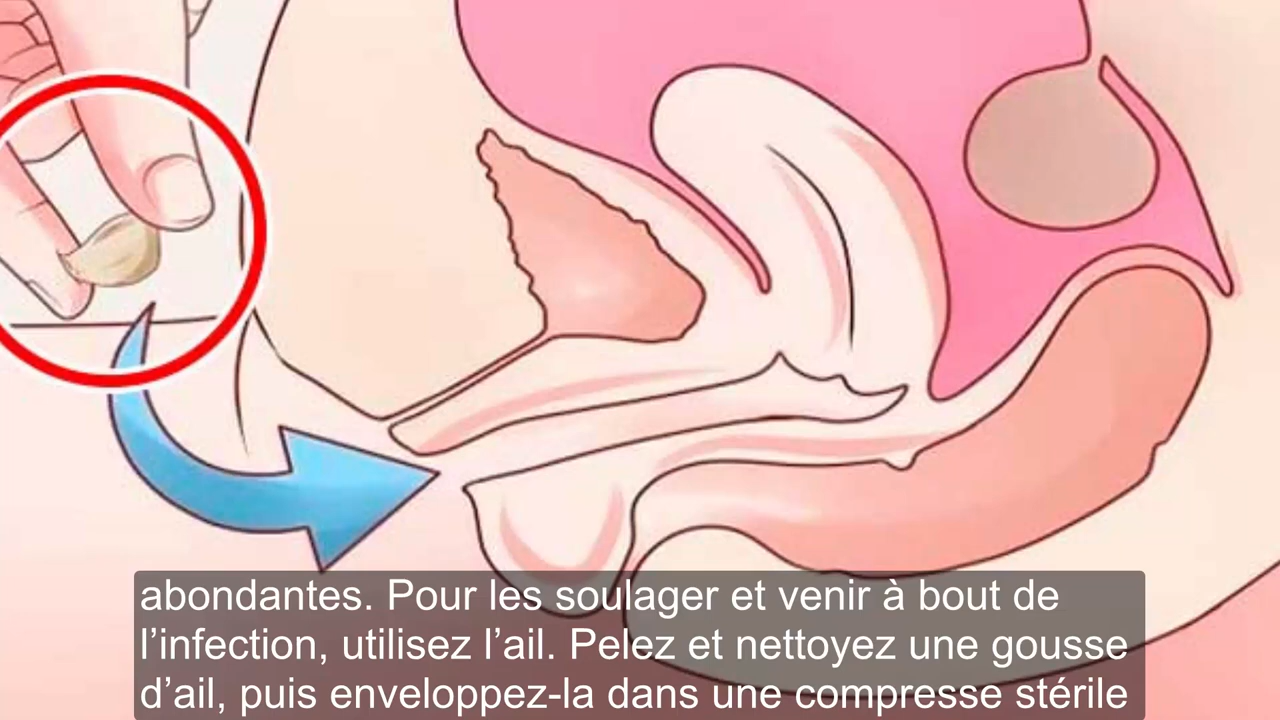 abondantes. Pour les soulager et venir à bout de
l’infection, utilisez l’ail. Pelez et nettoyez une gousse
d’ail, puis enveloppez-la dans une compresse stérile